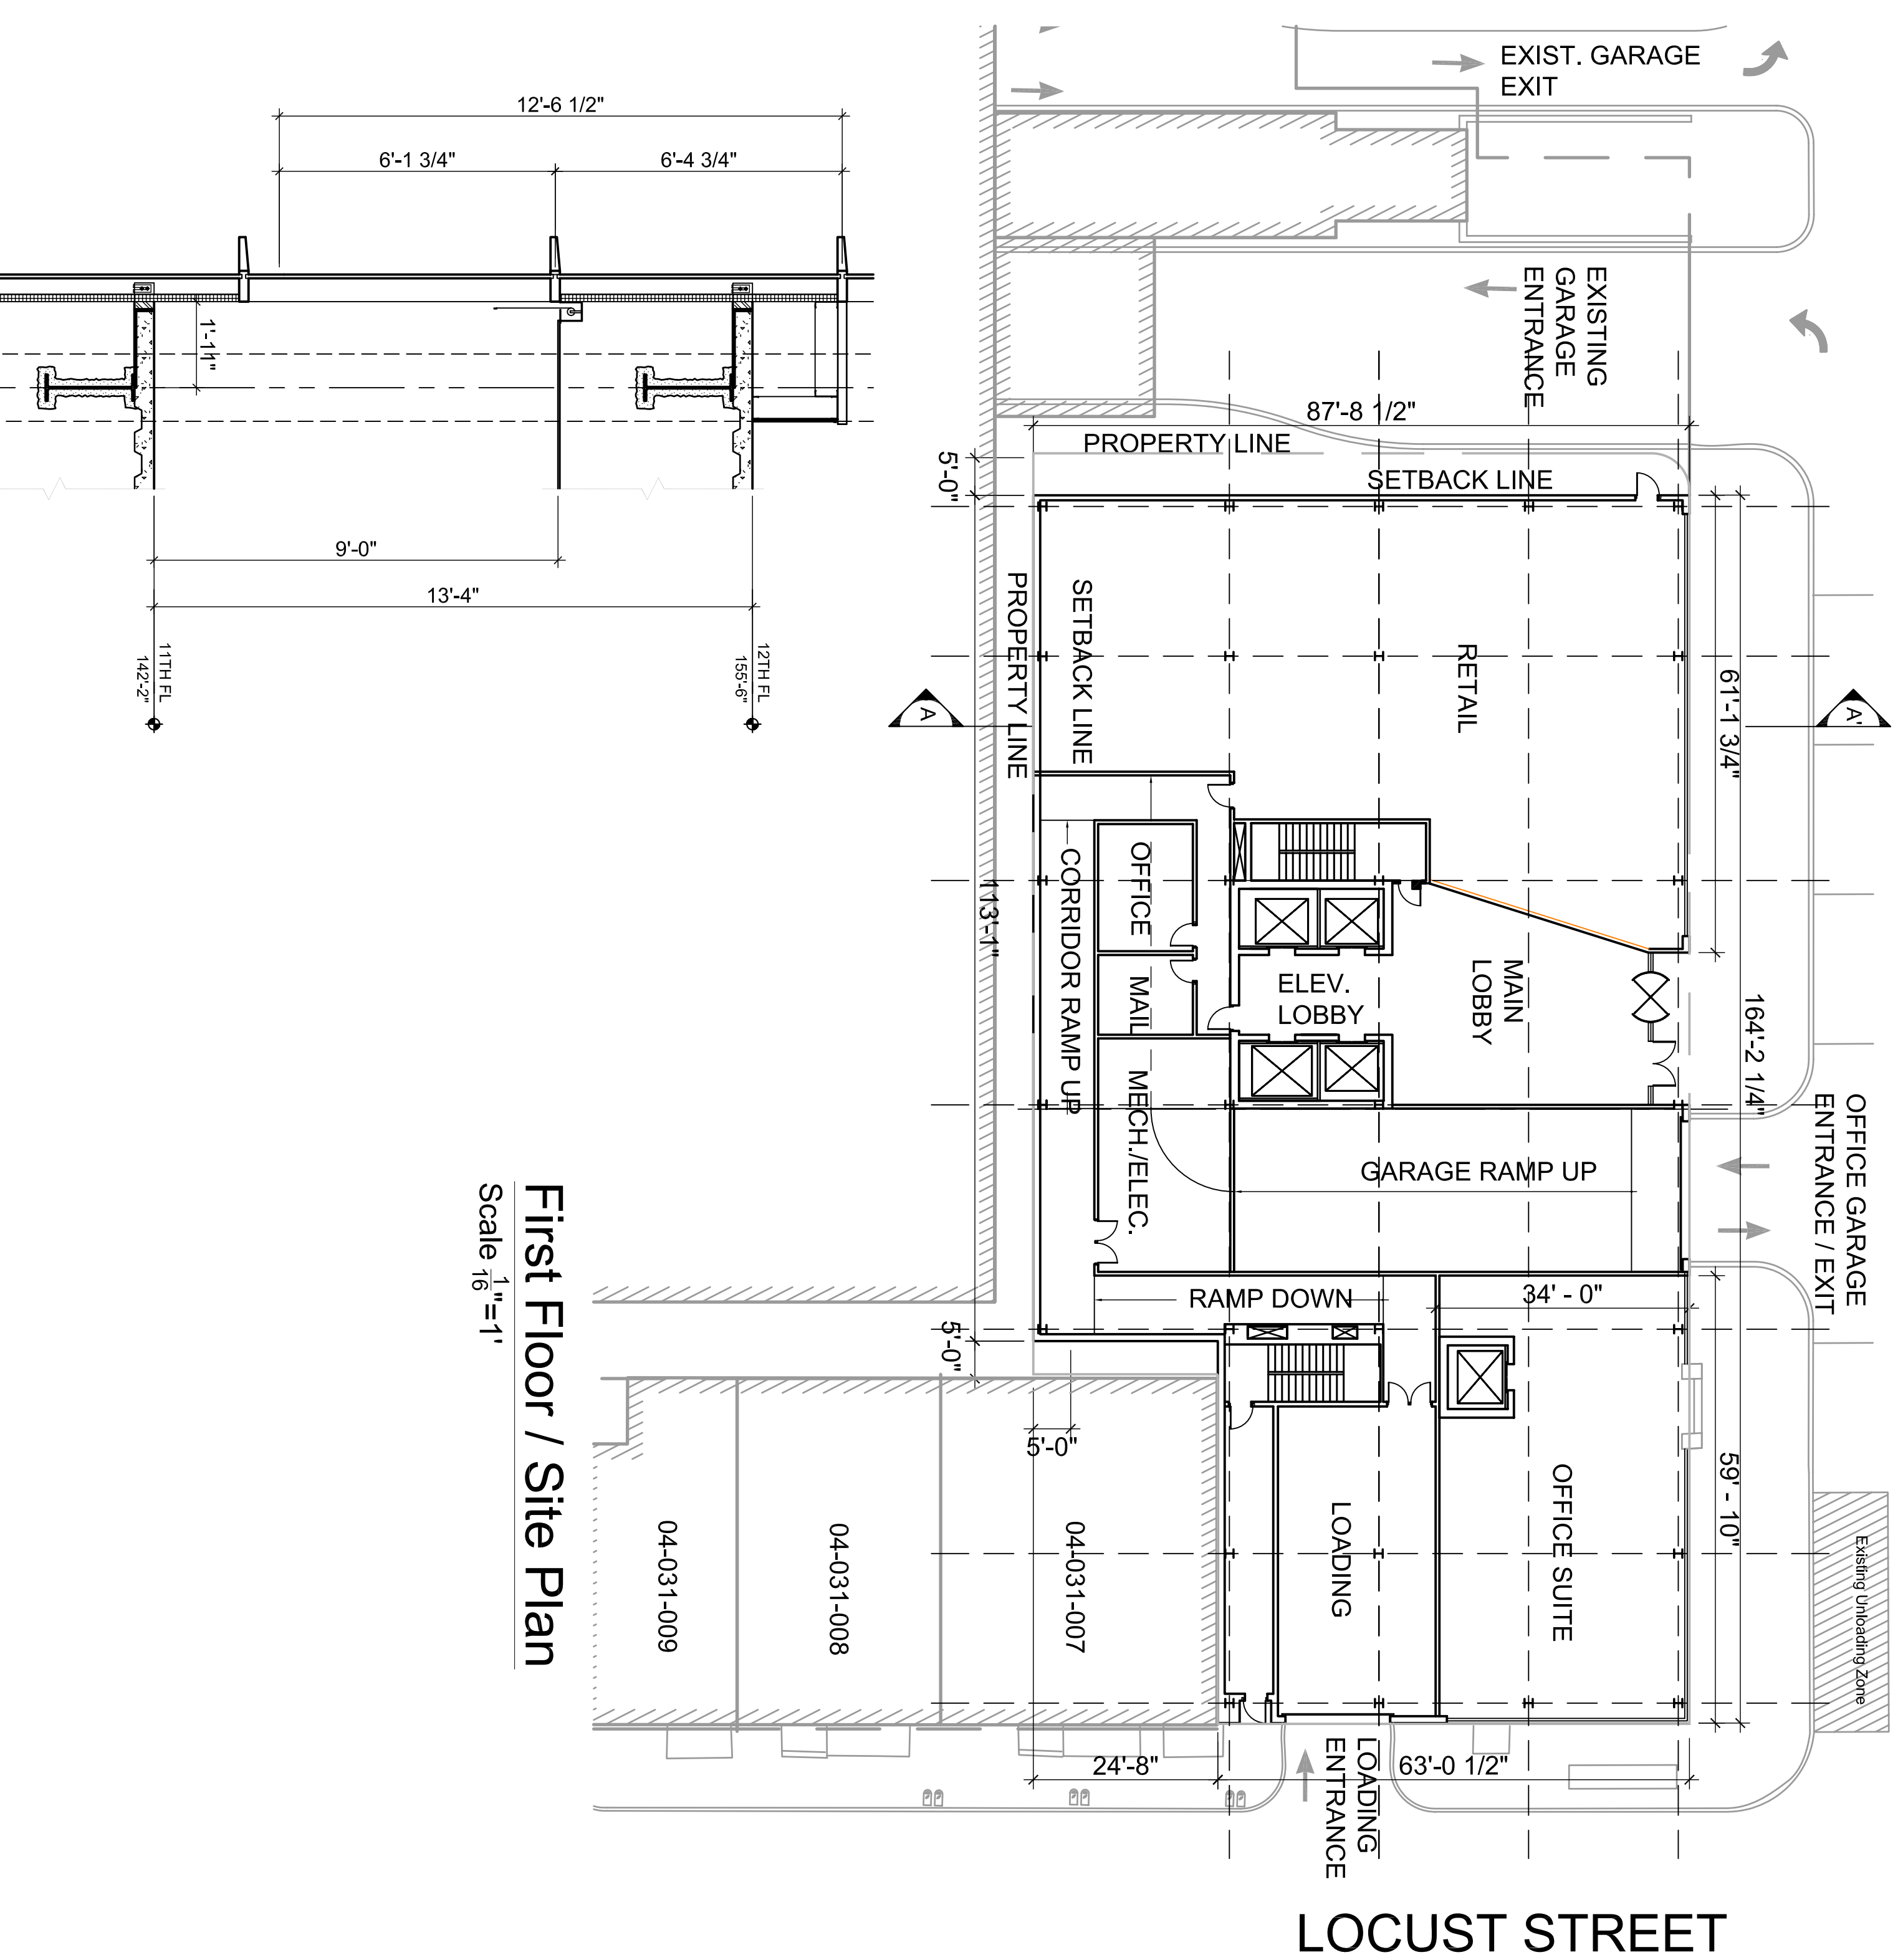 EXIST. GARAGE
EXIT
12'-6 1/2"
6'-1 3/4"
6'-4 3/4"
1'-11"
9'-0"
13'-4"
11TH FL
142'-2"
12TH FL
155'-6"
EXISTING
GARAGE
ENTRANCE
87'-8 1/2"
PROPERTY LINE
5'-0"
SETBACK LINE
PROPERTY LINE
SETBACK LINE
RETAIL
61'-1 3/4"
A
A'
OFFICE
CORRIDOR RAMP UP
113'-1"
MAIL
ELEV.
LOBBY
MAIN
LOBBY
164'-2 1/4"
MECH./ELEC.
GARAGE RAMP UP
OFFICE GARAGE
ENTRANCE / EXIT
RAMP DOWN
34' - 0"
5'-0"
5'-0"
59' - 10"
First Floor / Site Plan
Scale 1/16"=1'
04-031-009
04-031-008
04-031-007
LOADING
OFFICE SUITE
Existing Unloading Zone
24'-8"
LOADING
ENTRANCE
63'-0 1/2"
LOCUST STREET